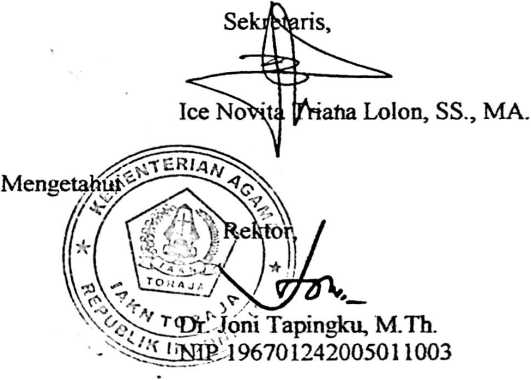 Sekretaris,
Ice Novita Triana Lolon, SS., MA.
Mengetahui
KEMENTERIAN AGAMA
Rektor,
IAKN
TORAJA
IAKN TORAJA
REPUBLIK
Dr. Joni Tapingku, M.Th.
NIP 196701242005011003